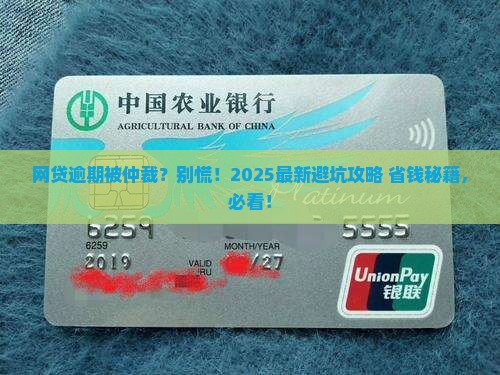 中国农业银行
AGRICULTURAL BANK OF CHINA
网贷逾期被仲裁？别慌！2025最新避坑攻略 省钱秘籍，
必看！
6259 5555
6259
MONTH/YEAR
2019 VALID /27
THRU
UnionPay
银联